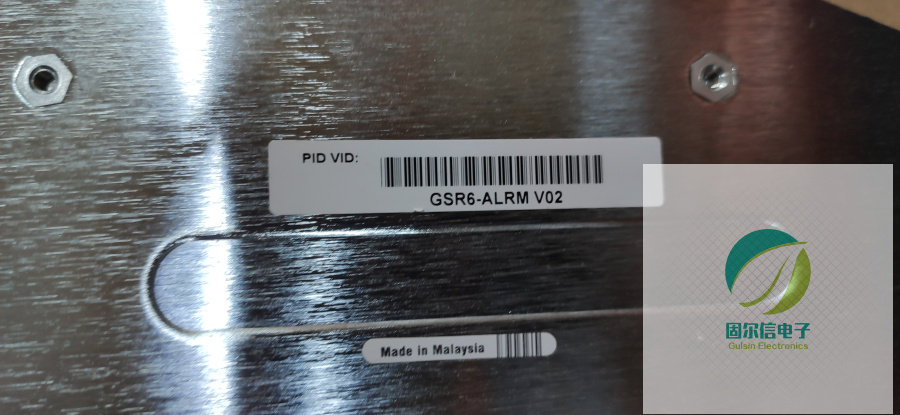 PID VID:
GSR6-ALRM V02
Made in Malaysia
固尔信电子
Gulsin Electronics